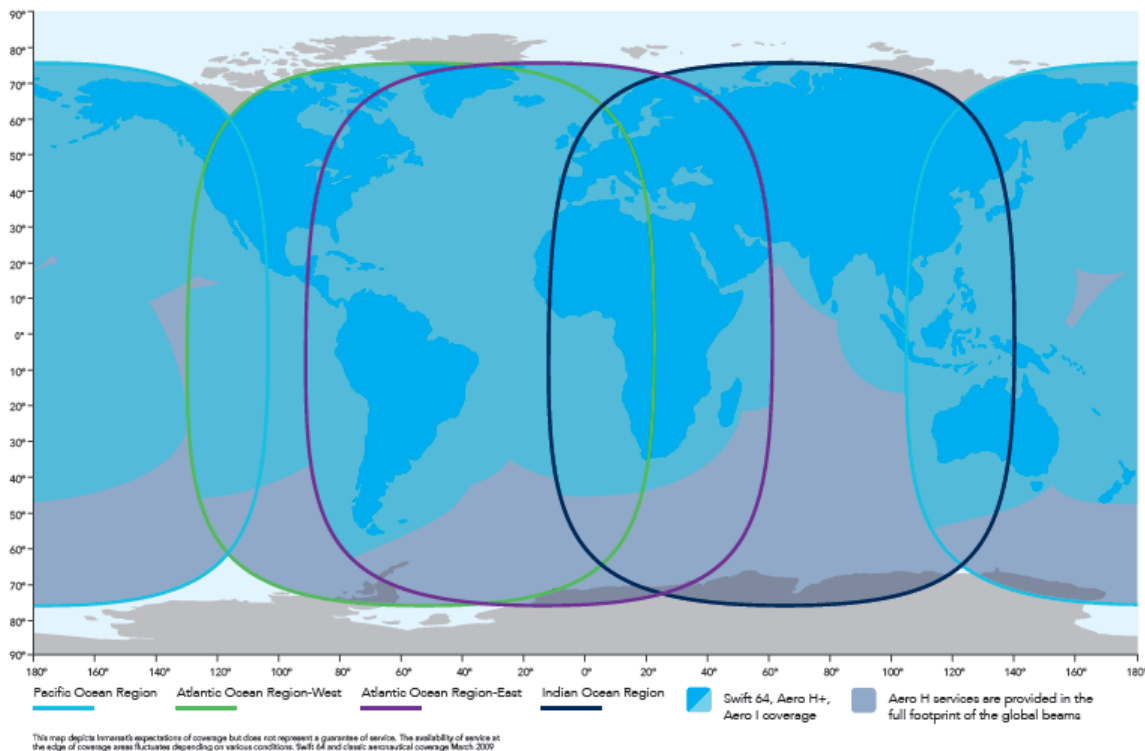 90°
80°
70°
60°
50°
40°
30°
20°
10°
0°
10°
20°
30°
40°
50°
60°
70°
80°
90°
180° 160° 140° 120° 100° 80° 60° 40° 20° 0° 20° 40° 60° 80° 100° 120° 140° 160° 180°
Pacific Ocean Region Atlantic Ocean Region-West Atlantic Ocean Region-East Indian Ocean Region
Swift 64, Aero H+,
Aero I coverage
Aero H services are provided in the
full footprint of the global beams
This map depicts Inmarsat's expectations of coverage but does not represent a guarantee of service. The availability of service at
the edge of coverage areas fluctuates depending on various conditions. Swift 64 and classic aeronautical coverage March 2009